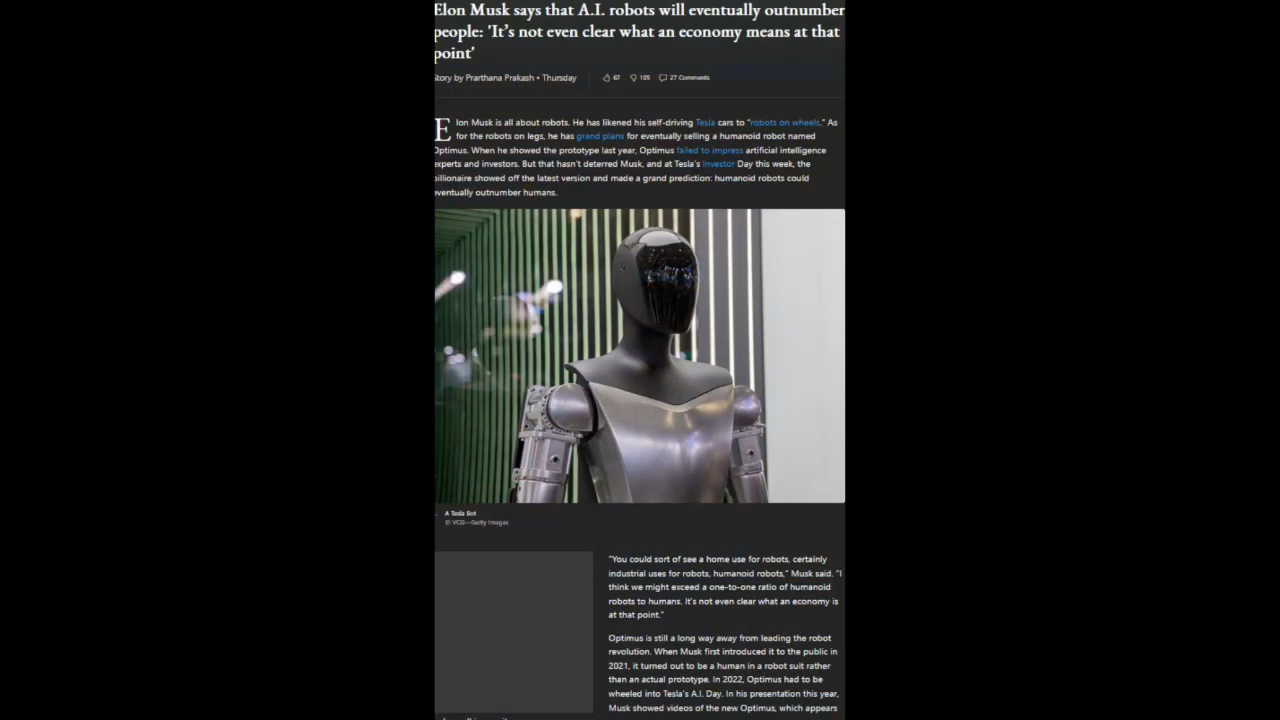 Elon Musk says that A.I. robots will eventually outnumber
people: 'It's not even clear what an economy means at that
point'
Story by Prarthana Prakash • Thursday
67
105
27 Comments
Elon Musk is all about robots. He has likened his self-driving Tesla cars to "robots on wheels." As
for the robots on legs, he has grand plans for eventually selling a humanoid robot named
Optimus. When he showed the prototype last year, Optimus failed to impress artificial intelligence
experts and investors. But that hasn't deterred Musk, and at Tesla's Investor Day this week, the
billionaire showed off the latest version and made a grand prediction: humanoid robots could
eventually outnumber humans.
A Tesla Bot
© VCG—Getty Images
"You could sort of see a home use for robots, certainly
industrial uses for robots, humanoid robots," Musk said. "I
think we might exceed a one-to-one ratio of humanoid
robots to humans. It's not even clear what an economy is
at that point."
Optimus is still a long way away from leading the robot
revolution. When Musk first introduced it to the public in
2021, it turned out to be a human in a robot suit rather
than an actual prototype. In 2022, Optimus had to be
wheeled into Tesla's A.I. Day. In his presentation this year,
Musk showed videos of the new Optimus, which appears